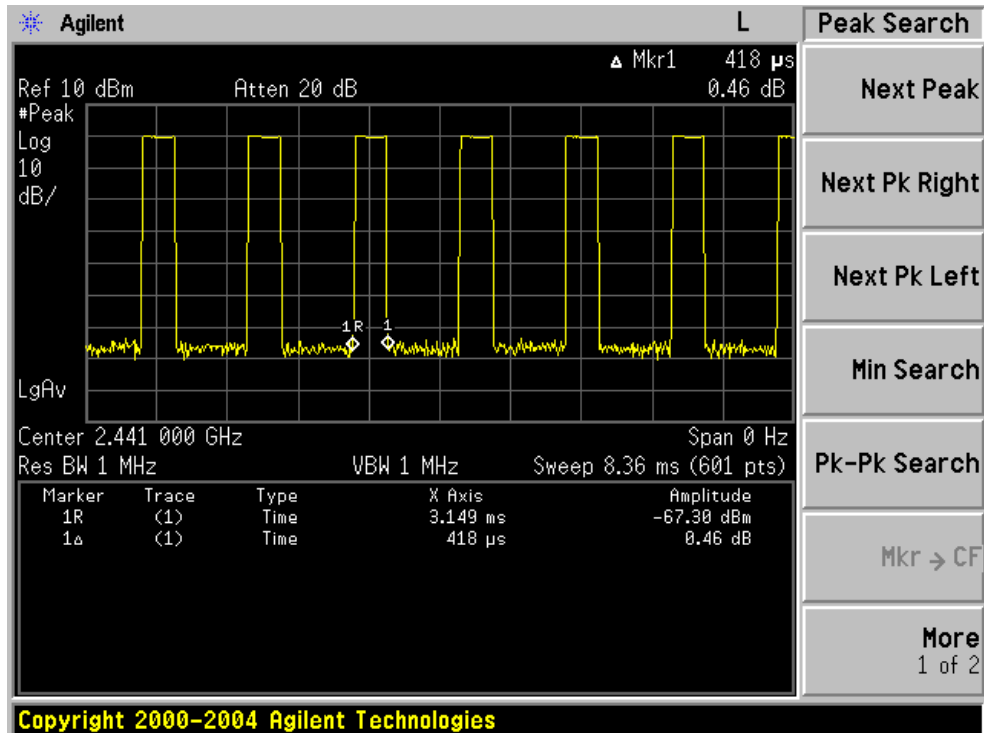 Agilent L Peak Search
Δ Mkr1 418 µs
Ref 10 dBm Atten 20 dB 0.46 dB
#Peak
Log
10
dB/
1R 1
LgAv
Center 2.441 000 GHz Span 0 Hz
Res BW 1 MHz VBW 1 MHz Sweep 8.36 ms (601 pts)
Marker Trace Type X Axis Amplitude
1R (1) Time 3.149 ms -67.30 dBm
1Δ (1) Time 418 µs 0.46 dB
Next Peak
Next Pk Right
Next Pk Left
Min Search
Pk-Pk Search
Mkr → CF
More
1 of 2
Copyright 2000-2004 Agilent Technologies